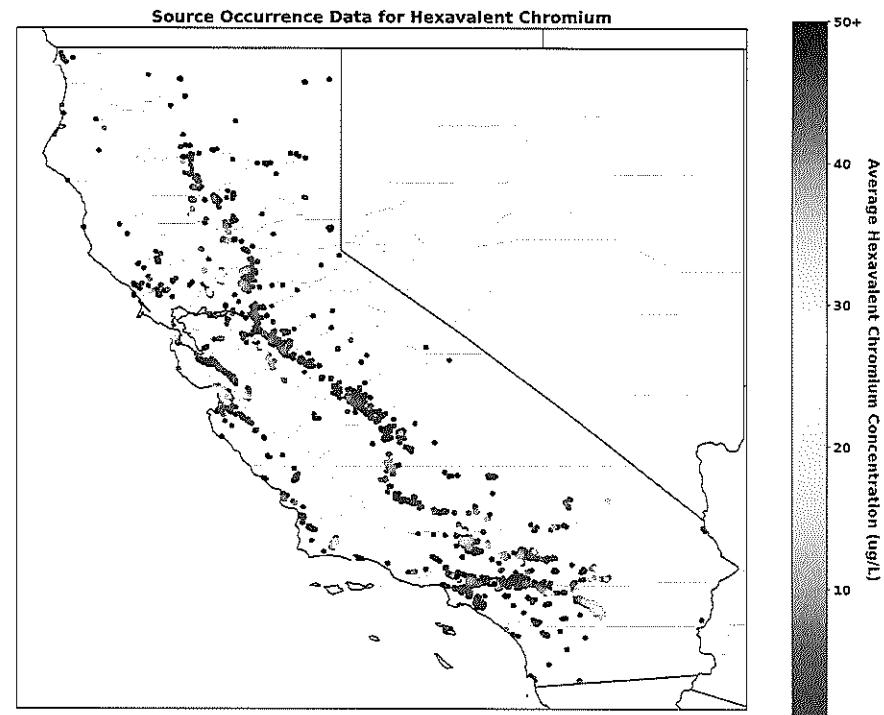 Source Occurrence Data for Hexavalent Chromium
50+
40
30
20
10
Average Hexavalent Chromium Concentration (ug/L)